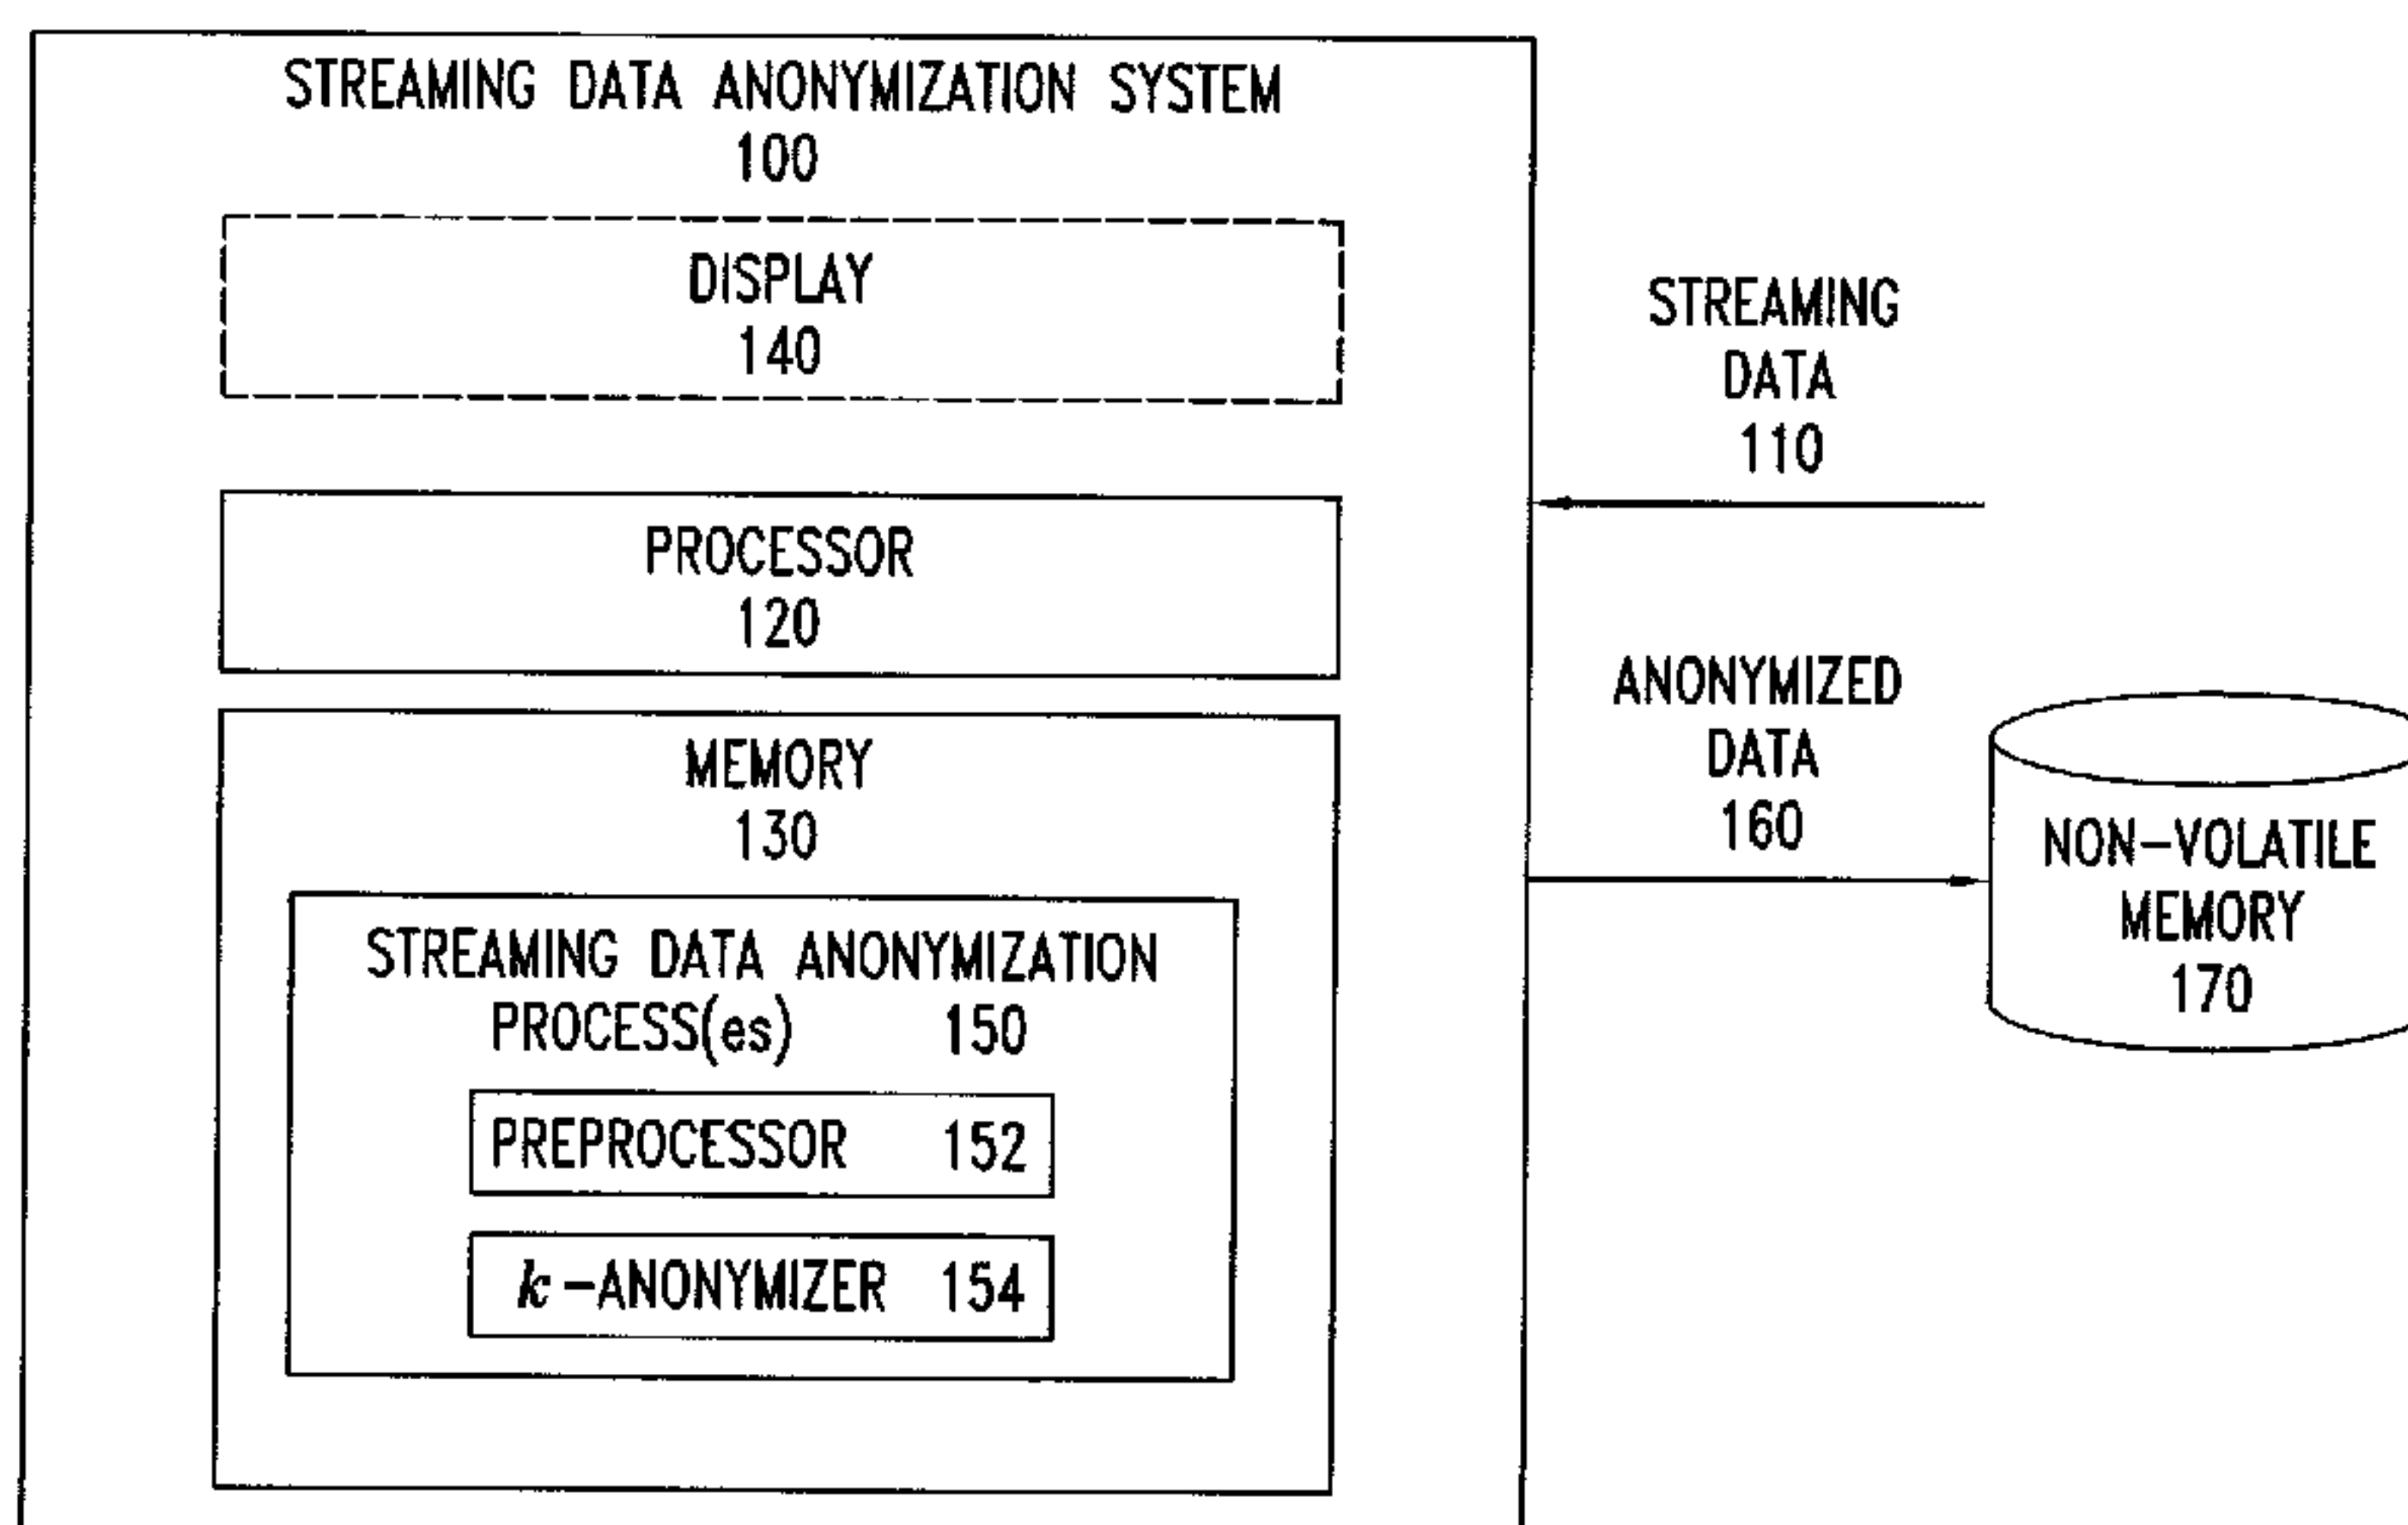 STREAMING DATA ANONYMIZATION SYSTEM
100
DISPLAY
140
PROCESSOR
120
MEMORY
130
STREAMING DATA ANONYMIZATION
PROCESS(es) 150
PREPROCESSOR 152
k-ANONYMIZER 154
STREAMING
DATA
110
ANONYMIZED
DATA
160
NON-VOLATILE
MEMORY
170